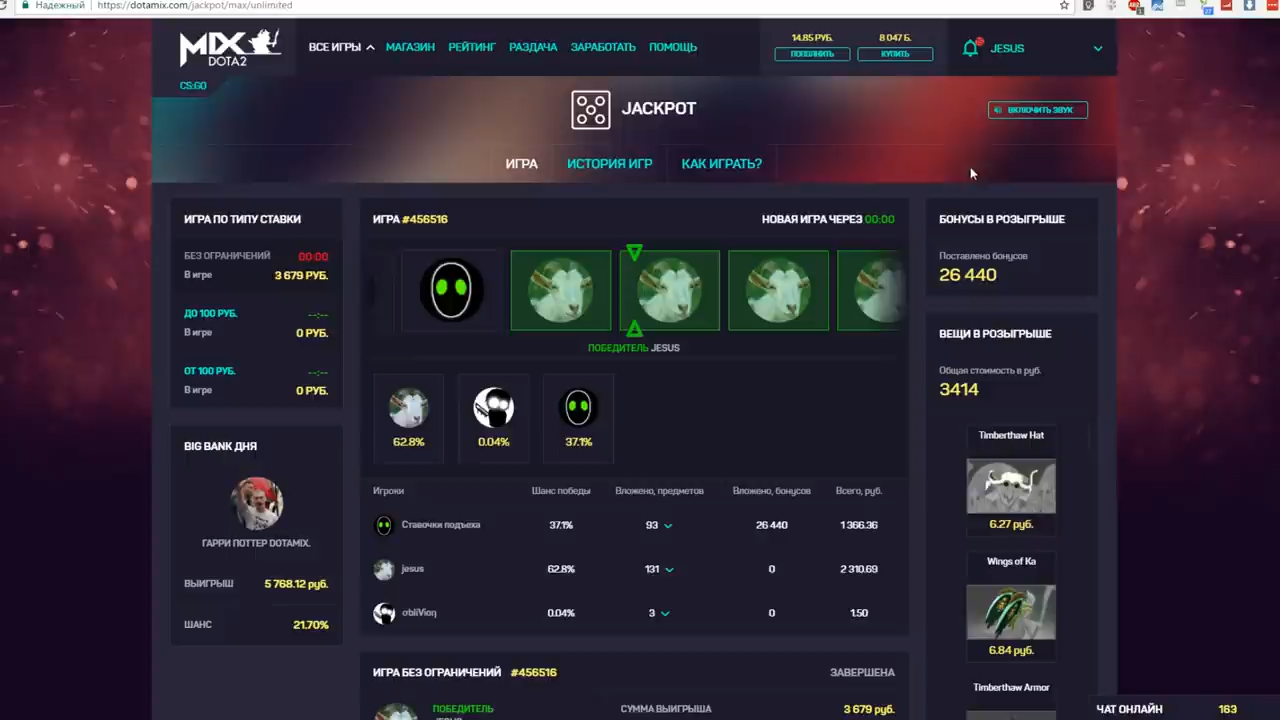 Надежный https://dotamix.com/jackpot/max/unlimited
MIX
DOTA2
ВСЕ ИГРЫ МАГАЗИН РЕЙТИНГ РАЗДАЧА ЗАРАБОТАТЬ ПОМОЩЬ
14.85 РУБ. 8 047 Б.
ПОПОЛНИТЬ КУПИТЬ
JESUS
CS:GO
JACKPOT
ВКЛЮЧИТЬ ЗВУК
ИГРА ИСТОРИЯ ИГР КАК ИГРАТЬ?
ИГРА ПО ТИПУ СТАВКИ
БЕЗ ОГРАНИЧЕНИЙ 00:00
В игре 3 679 РУБ.
ДО 100 РУБ. --:--
В игре 0 РУБ.
ОТ 100 РУБ. --:--
В игре 0 РУБ.
BIG BANK ДНЯ
ГАРРИ ПОТТЕР DOTAMIX.
ВЫИГРЫШ 5 768.12 руб.
ШАНС 21.70%
ИГРА #456516 НОВАЯ ИГРА ЧЕРЕЗ 00:00
ПОБЕДИТЕЛЬ JESUS
62.8% 0.04% 37.1%
Игроки Шанс победы Вложено, предметов Вложено, бонусов Всего, руб.
Ставочки подъеха 37.1% 93 26 440 1 366.36
jesus 62.8% 131 0 2 310.69
obliViοη 0.04% 3 0 1.50
ИГРА БЕЗ ОГРАНИЧЕНИЙ #456516 ЗАВЕРШЕНА
ПОБЕДИТЕЛЬ СУММА ВЫИГРЫША 3 679 руб.
JESUS
БОНУСЫ В РОЗЫГРЫШЕ
Поставлено бонусов
26 440
ВЕЩИ В РОЗЫГРЫШЕ
Общая стоимость в руб.
3414
Timberthaw Hat
6.27 руб.
Wings of Ka
6.84 руб.
Timberthaw Armor
ЧАТ ОНЛАЙН 163